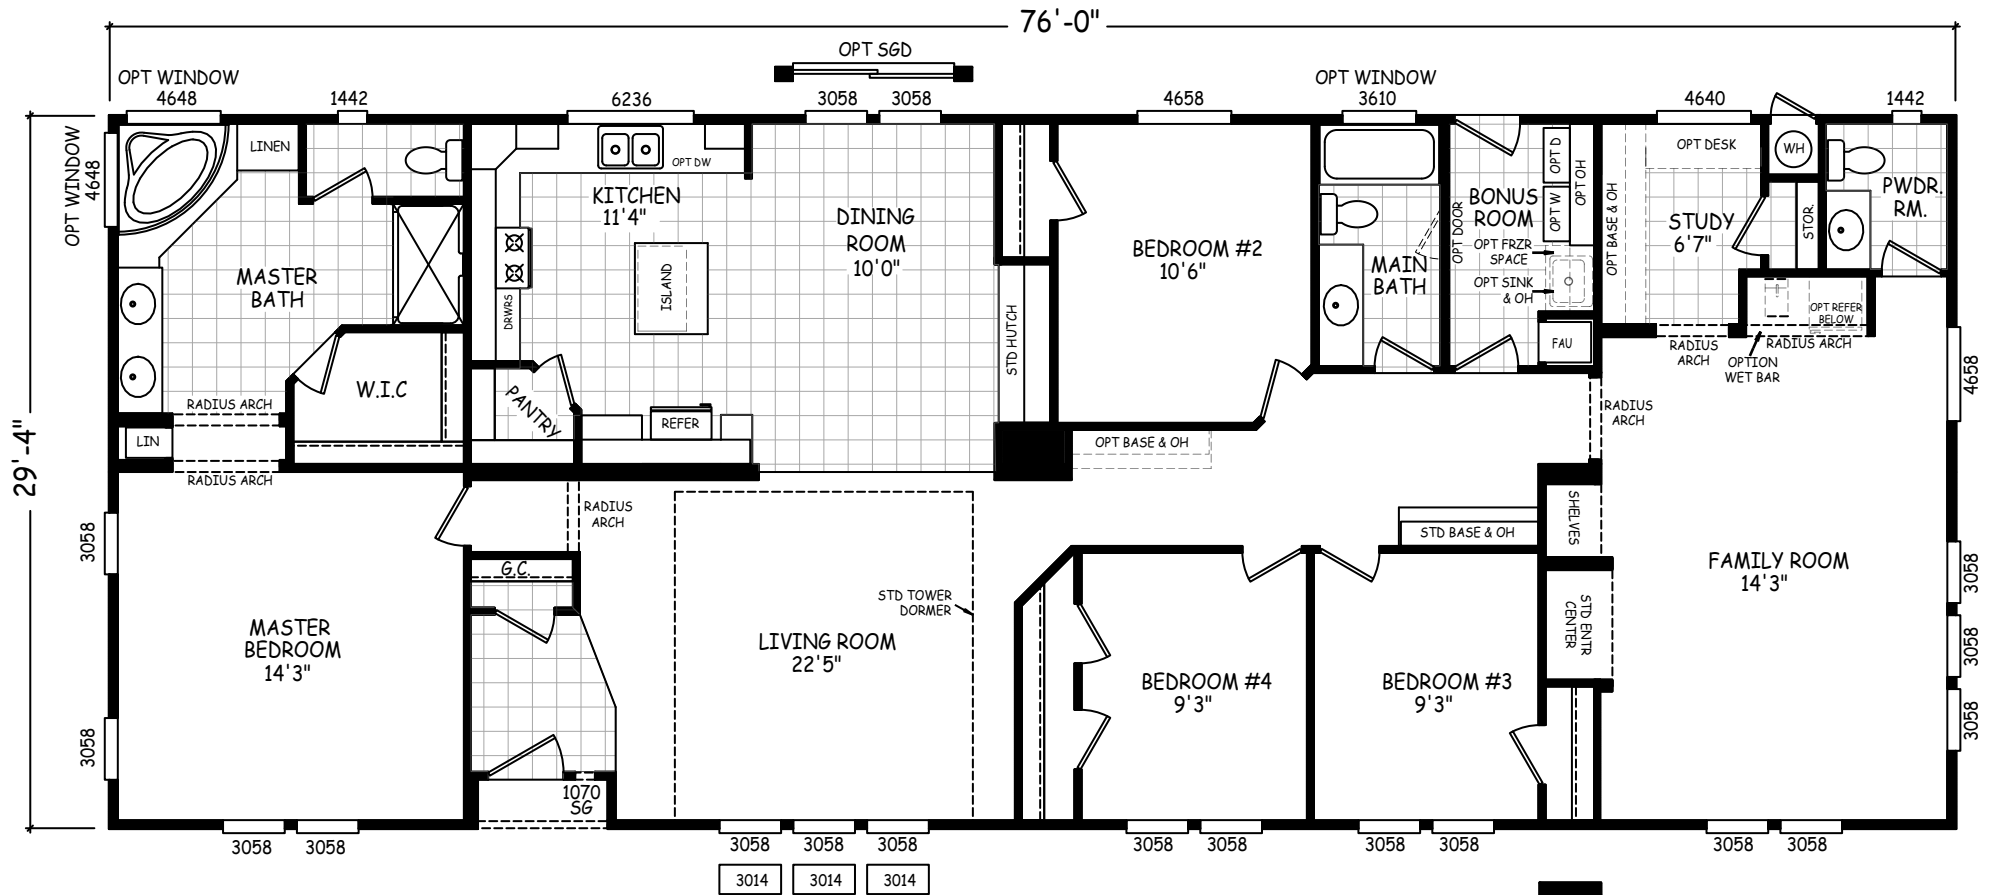 76'-0"
OPT SGD
OPT WINDOW
4648
1442
6236
3058
3058
4658
OPT WINDOW
3610
4640
1442
OPT WINDOW
4648
LINEN
OPT DW
KITCHEN
11'4"
DINING
ROOM
10'0"
ISLAND
DRWRS
MASTER
BATH
W.I.C
PANTRY
REFER
STD HUTCH
BEDROOM #2
10'6"
MAIN
BATH
OPT DOOR
BONUS
ROOM
OPT D
OPT W
OPT OH
OPT FRZR
SPACE
OPT SINK
& OH
FAU
OPT BASE & OH
OPT DESK
STUDY
6'7"
WH
STOR.
PWDR.
RM.
OPT REFER
BELOW
RADIUS
ARCH
RADIUS ARCH
OPTION
WET BAR
4658
RADIUS ARCH
LIN
RADIUS ARCH
29'-4"
RADIUS
ARCH
OPT BASE & OH
RADIUS
ARCH
SHELVES
STD BASE & OH
3058
G.C.
STD TOWER
DORMER
FAMILY ROOM
14'3"
3058
STD ENTR
CENTER
MASTER
BEDROOM
14'3"
LIVING ROOM
22'5"
BEDROOM #4
9'3"
BEDROOM #3
9'3"
3058
3058
3058
1070
SG
3058
3058
3058
3058
3058
3058
3058
3058
3058
3058
3058
3014
3014
3014